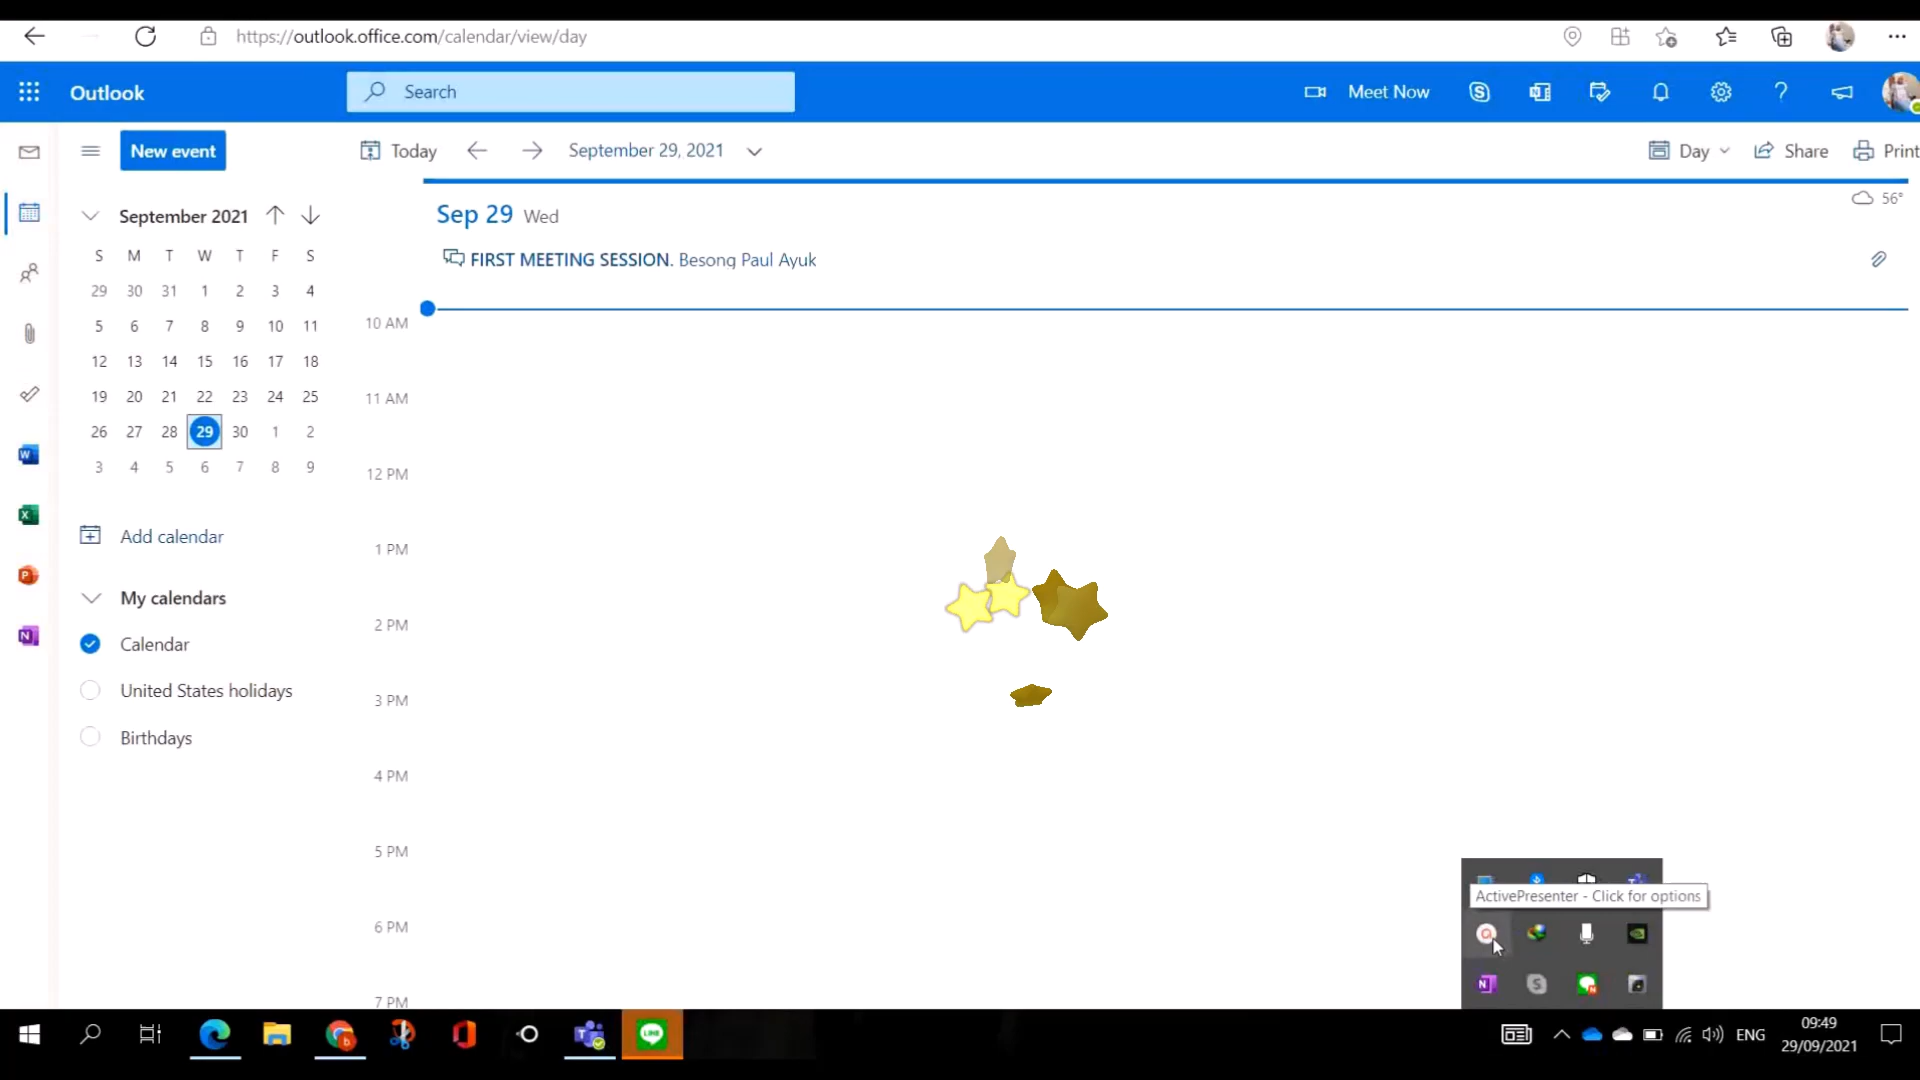 https://outlook.office.com/calendar/view/day
Outlook
Search
Meet Now
New event
Today
September 29, 2021
Day
Share
Print
September 2021
S M T W T F S
29 30 31 1 2 3 4
5 6 7 8 9 10 11
12 13 14 15 16 17 18
19 20 21 22 23 24 25
26 27 28 29 30 1 2
3 4 5 6 7 8 9
Add calendar
My calendars
Calendar
United States holidays
Birthdays
Sep 29 Wed
56°
FIRST MEETING SESSION. Besong Paul Ayuk
10 AM
11 AM
12 PM
1 PM
2 PM
3 PM
4 PM
5 PM
6 PM
7 PM
ActivePresenter - Click for options
ENG
09:49
29/09/2021